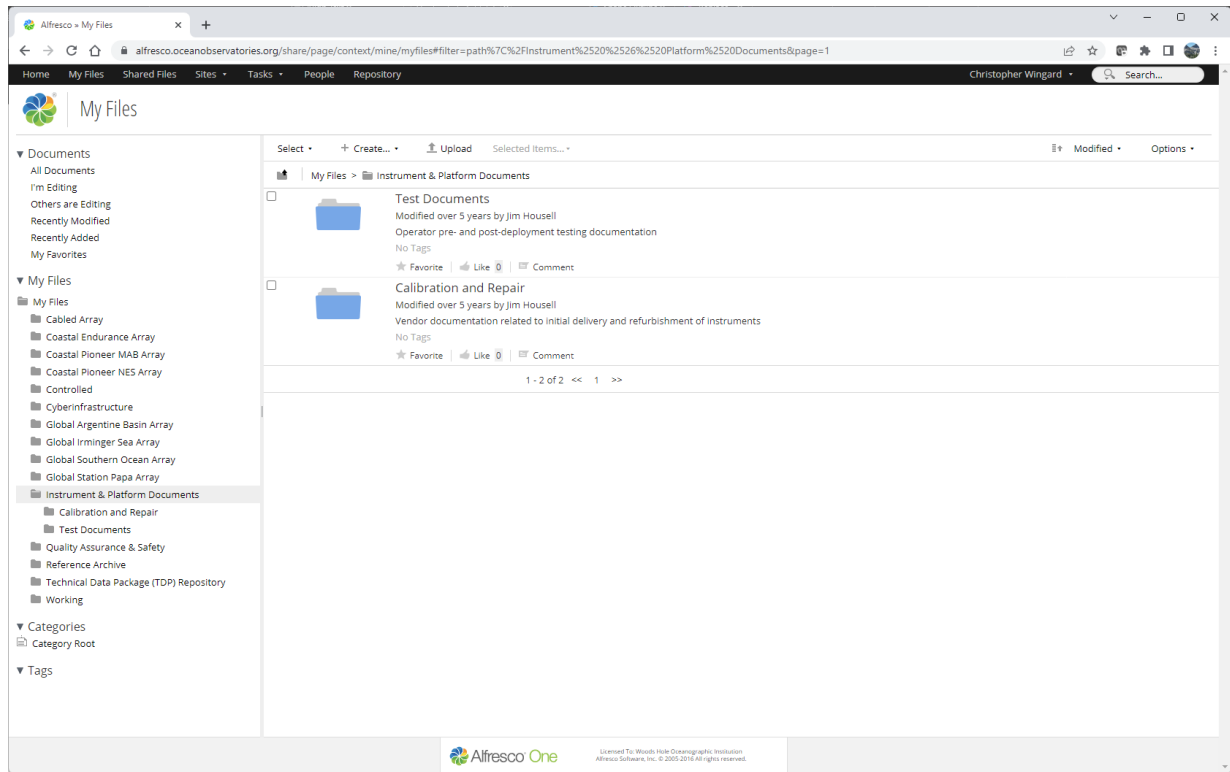 Alfresco » My Files
alfresco.oceanobservatories.org/share/page/context/mine/myfiles#filter=path%7C%2FInstrument%2520%2526%2520Platform%2520Documents&page=1
Home My Files Shared Files Sites Tasks People Repository Christopher Wingard Search...
My Files
Documents
All Documents
I'm Editing
Others are Editing
Recently Modified
Recently Added
My Favorites
My Files
My Files
Cabled Array
Coastal Endurance Array
Coastal Pioneer MAB Array
Coastal Pioneer NES Array
Controlled
Cyberinfrastructure
Global Argentine Basin Array
Global Irminger Sea Array
Global Southern Ocean Array
Global Station Papa Array
Instrument & Platform Documents
Calibration and Repair
Test Documents
Quality Assurance & Safety
Reference Archive
Technical Data Package (TDP) Repository
Working
Categories
Category Root
Tags
Select + Create... Upload Selected Items... Modified Options
My Files > Instrument & Platform Documents
Test Documents
Modified over 5 years by Jim Housell
Operator pre- and post-deployment testing documentation
No Tags
Favorite Like 0 Comment
Calibration and Repair
Modified over 5 years by Jim Housell
Vendor documentation related to initial delivery and refurbishment of instruments
No Tags
Favorite Like 0 Comment
1 - 2 of 2 << 1 >>
Alfresco One
Licensed To: Woods Hole Oceanographic Institution
Alfresco Software, Inc. © 2005-2016 All rights reserved.